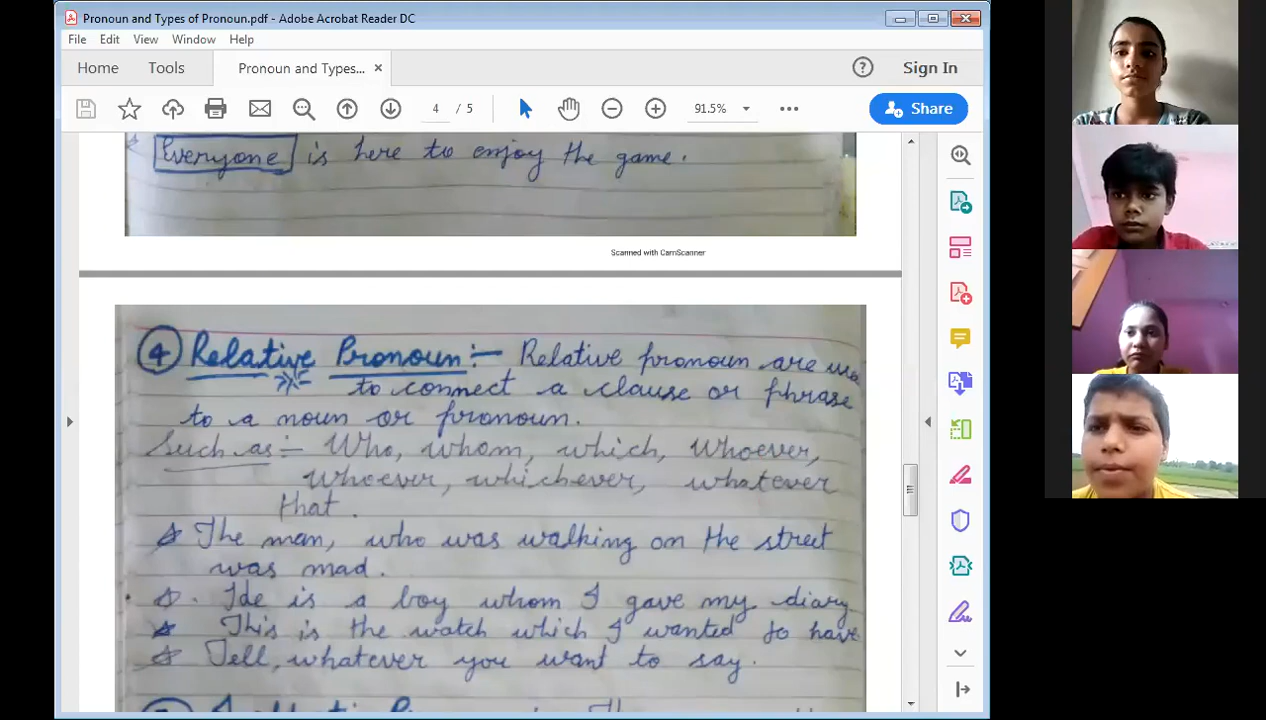 Pronoun and Types of Pronoun.pdf - Adobe Acrobat Reader DC
File Edit View Window Help
Home Tools Pronoun and Types... × Sign In
4 / 5 91.5% Share
Everyone is here to enjoy the game.
Scanned with CamScanner
4 Relative Pronoun :- Relative pronoun are use
to connect a clause or phrase
to a noun or pronoun.
Such as :- Who, whom, which, Whoever,
Whoever, whichever, whatever
that.
The man, who was walking on the street
was mad.
Ide is a boy whom I gave my diary
This is the watch which I wanted to have
Tell, whatever you want to say.